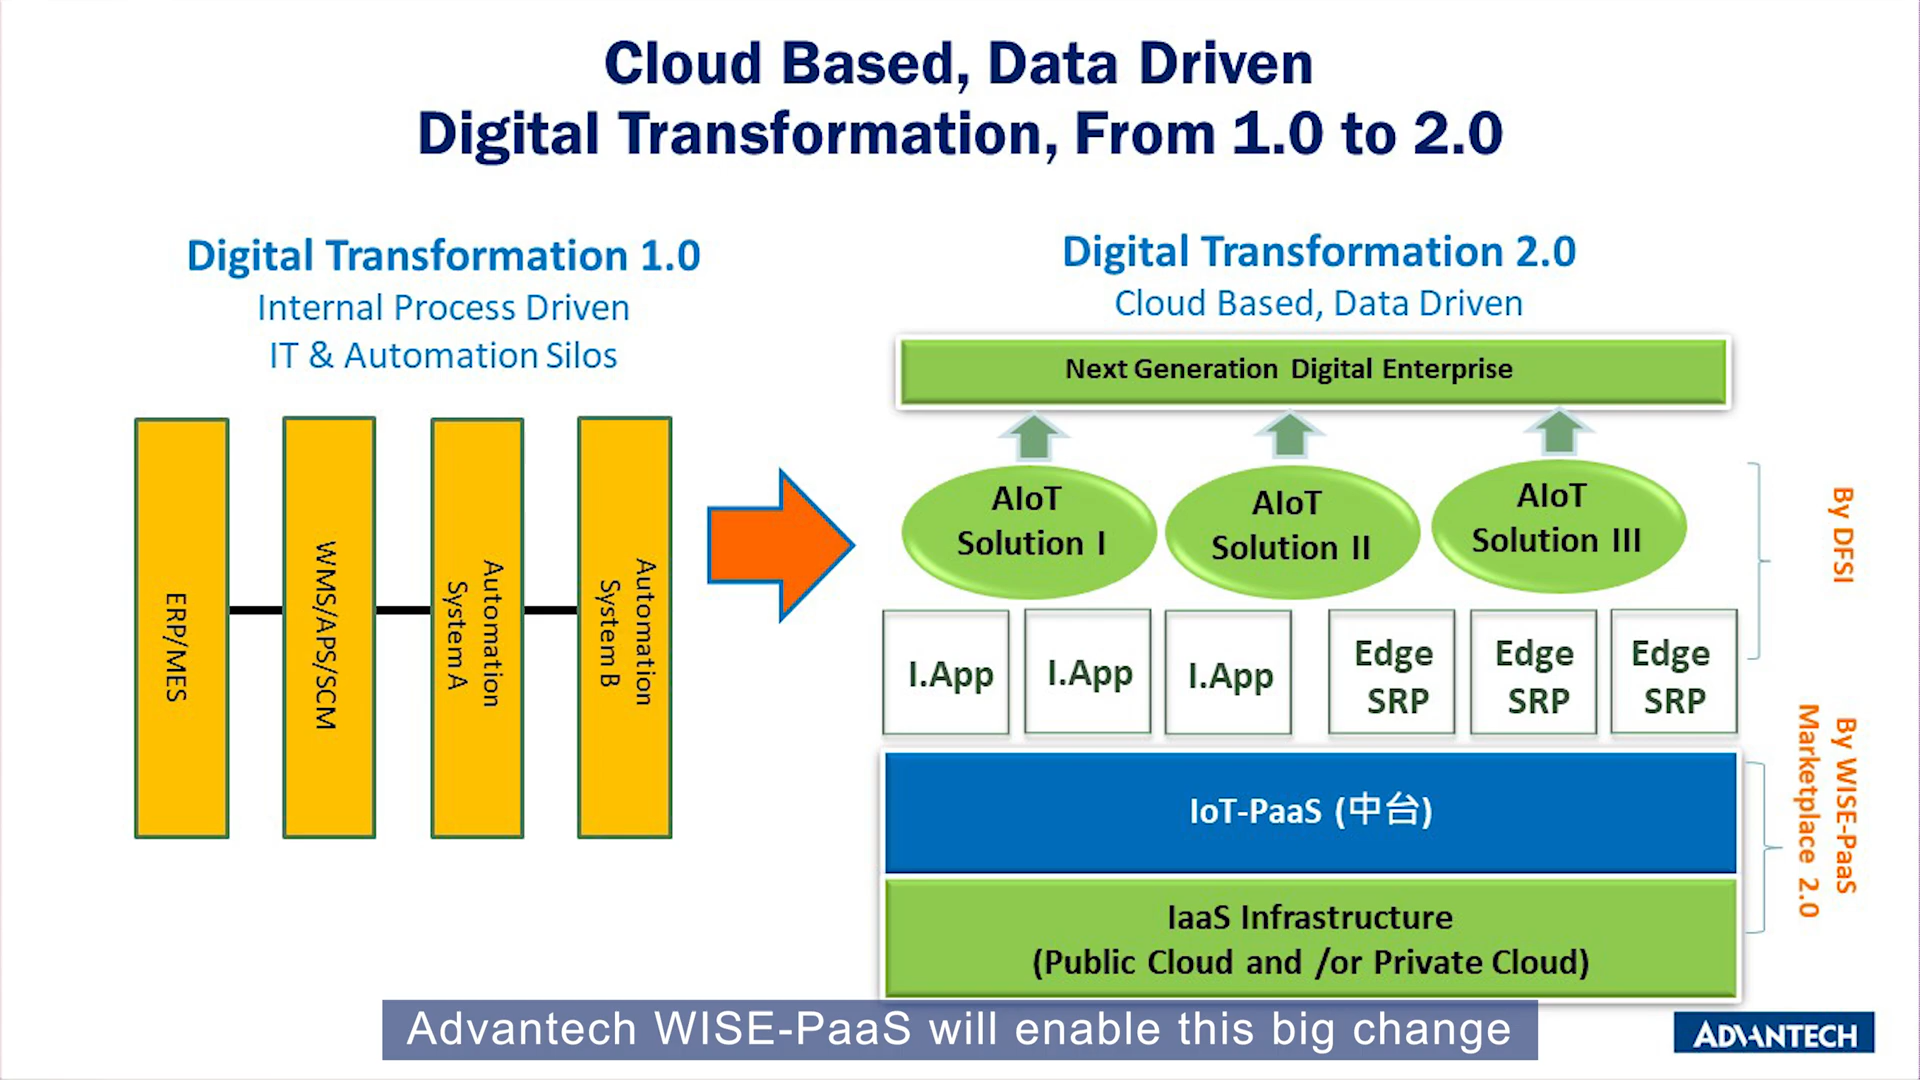 Cloud Based, Data Driven
Digital Transformation, From 1.0 to 2.0
Digital Transformation 1.0
Internal Process Driven
IT & Automation Silos
ERP/MES
WMS/APS/SCM
Automation
System A
Automation
System B
Digital Transformation 2.0
Cloud Based, Data Driven
Next Generation Digital Enterprise
AIoT
Solution I
AIoT
Solution II
AIoT
Solution III
I.App
I.App
I.App
Edge
SRP
Edge
SRP
Edge
SRP
IoT-PaaS (中台)
IaaS Infrastructure
(Public Cloud and /or Private Cloud)
By DFSI
By WISE-PaaS
Marketplace 2.0
Advantech WISE-PaaS will enable this big change
ADVANTECH